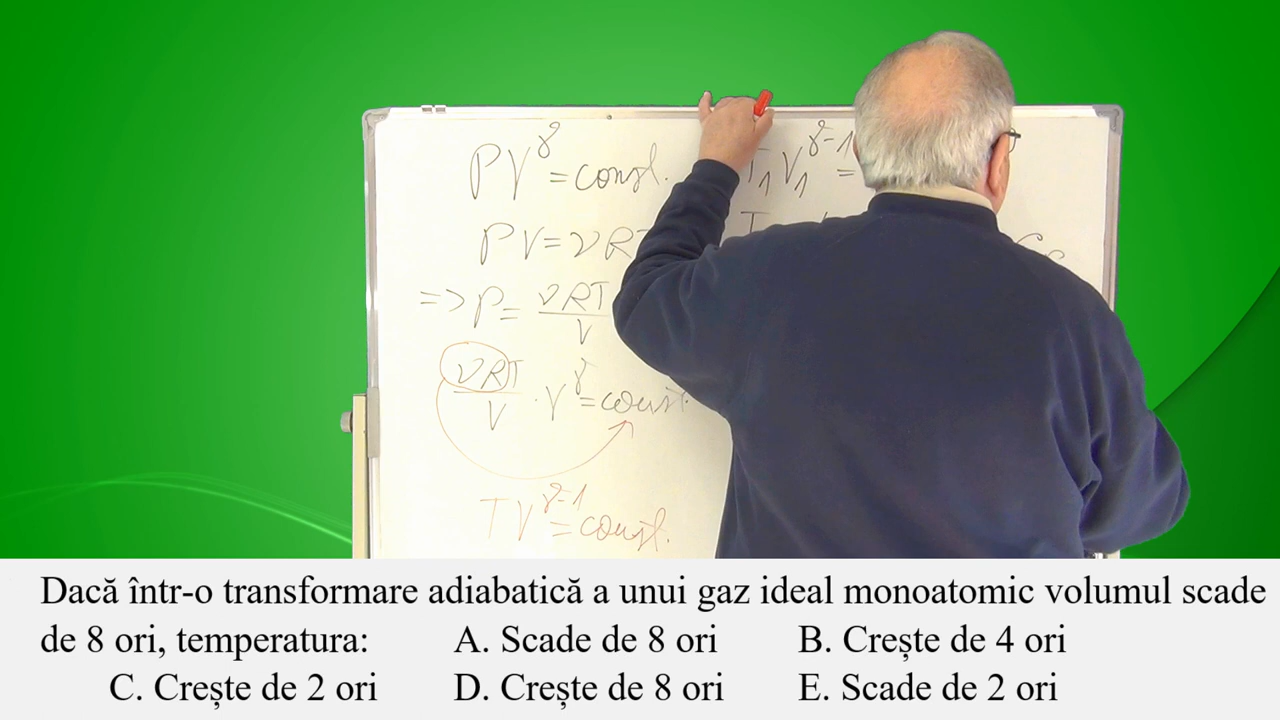 PV^γ = const.
T₁V₁^γ-1 =
PV = νRT
=> P = νRT/V
νRT/V · V^γ = const.
TV^γ-1 = const.
Dacă într-o transformare adiabatică a unui gaz ideal monoatomic volumul scade
de 8 ori, temperatura: A. Scade de 8 ori B. Crește de 4 ori
C. Crește de 2 ori D. Crește de 8 ori E. Scade de 2 ori